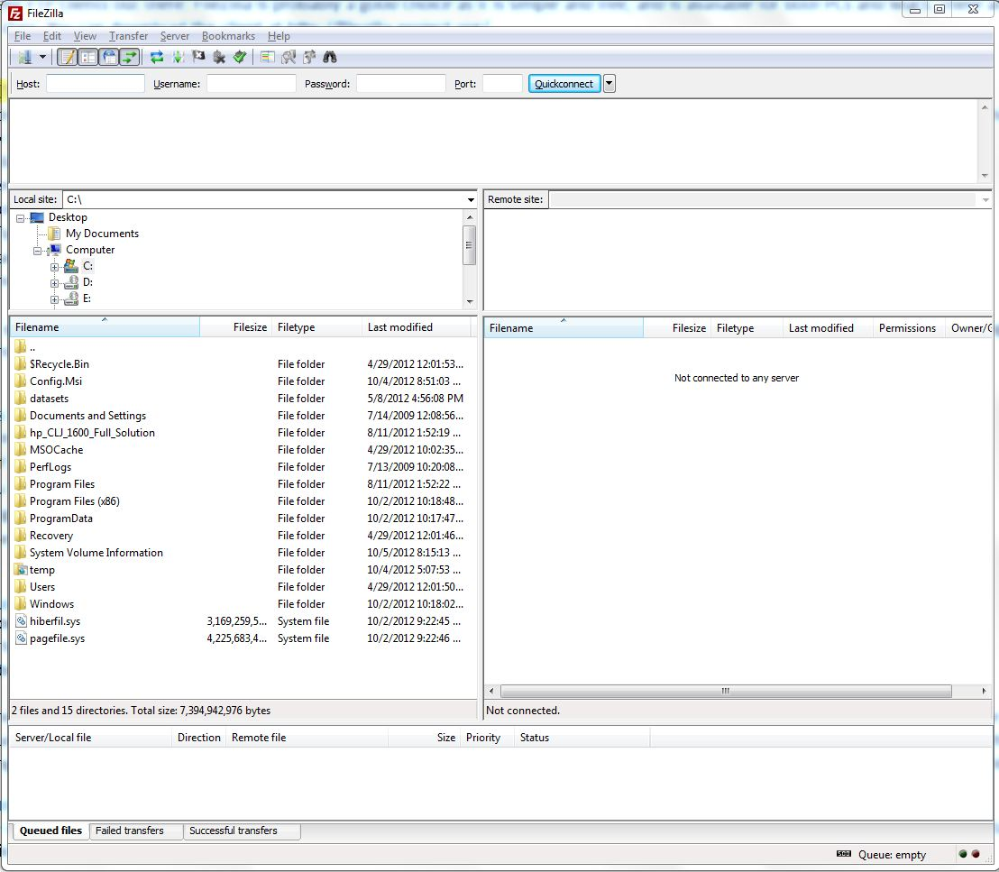 FileZilla
File Edit View Transfer Server Bookmarks Help
Host: Username: Password: Port: Quickconnect
Local site: C:\ Remote site:
Desktop
My Documents
Computer
C:
D:
E:
Filename Filesize Filetype Last modified
..
$Recycle.Bin File folder 4/29/2012 12:01:53...
Config.Msi File folder 10/4/2012 8:51:03 ...
datasets File folder 5/8/2012 4:56:08 PM
Documents and Settings File folder 7/14/2009 12:08:56...
hp_CLJ_1600_Full_Solution File folder 8/11/2012 1:52:19 ...
MSOCache File folder 4/29/2012 10:02:35...
PerfLogs File folder 7/13/2009 10:20:08...
Program Files File folder 8/11/2012 1:52:22 ...
Program Files (x86) File folder 10/2/2012 10:18:48...
ProgramData File folder 10/2/2012 10:17:47...
Recovery File folder 4/29/2012 12:01:46...
System Volume Information File folder 10/5/2012 8:15:13 ...
temp File folder 10/4/2012 5:07:53 ...
Users File folder 4/29/2012 12:01:50...
Windows File folder 10/2/2012 10:18:02...
hiberfil.sys 3,169,259,5... System file 10/2/2012 9:22:45 ...
pagefile.sys 4,225,683,4... System file 10/2/2012 9:22:46 ...
2 files and 15 directories. Total size: 7,394,942,976 bytes
Filename Filesize Filetype Last modified Permissions Owner/G
Not connected to any server
Not connected.
Server/Local file Direction Remote file Size Priority Status
Queued files Failed transfers Successful transfers
Queue: empty